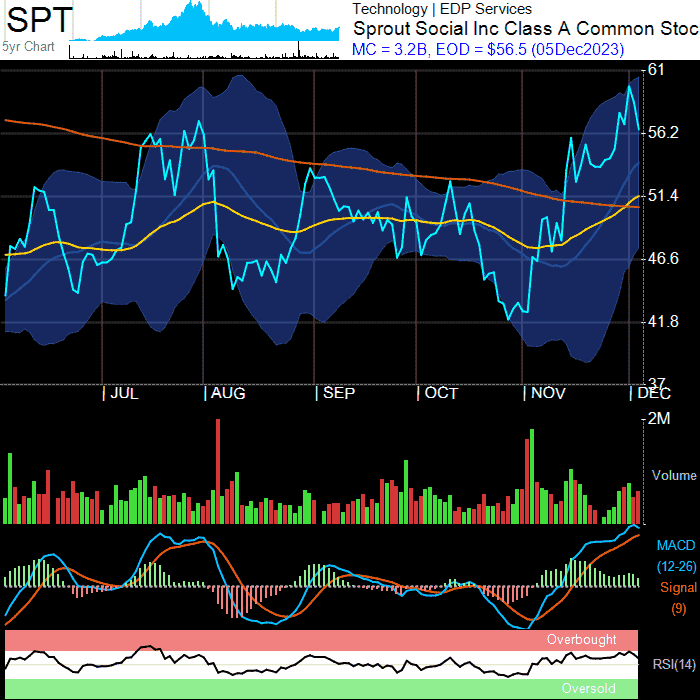 SPT
5yr Chart
Technology | EDP Services
Sprout Social Inc Class A Common Stoc
MC = 3.2B, EOD = $56.5 (05Dec2023)
61
56.2
51.4
46.6
41.8
37.
| JUL | AUG | SEP | OCT | NOV | DEC
2M
Volume
MACD
(12-26)
Signal
(9)
Overbought
RSI(14)
Oversold